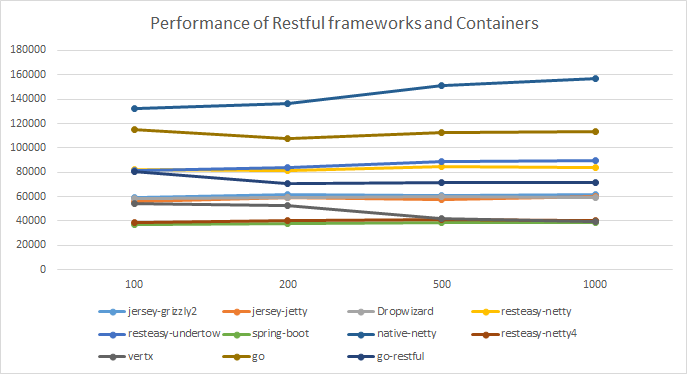 Performance of Restful frameworks and Containers
180000
160000
140000
120000
100000
80000
60000
40000
20000
0
100 200 500 1000
jersey-grizzly2 jersey-jetty Dropwizard resteasy-netty
resteasy-undertow spring-boot native-netty resteasy-netty4
vertx go go-restful